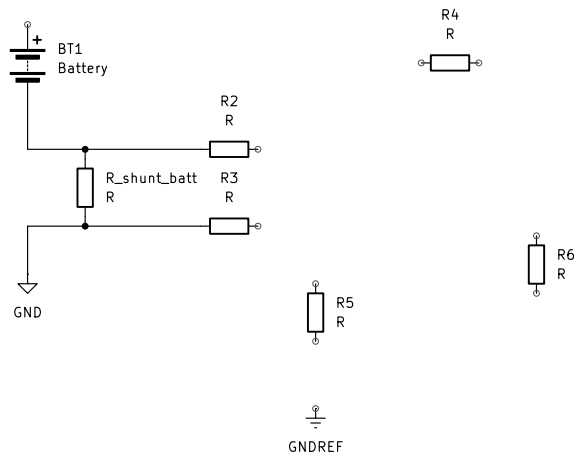 R4
R
+
BT1
Battery
R2
R
R_shunt_batt
R
R3
R
R6
R
R5
R
GND
GNDREF